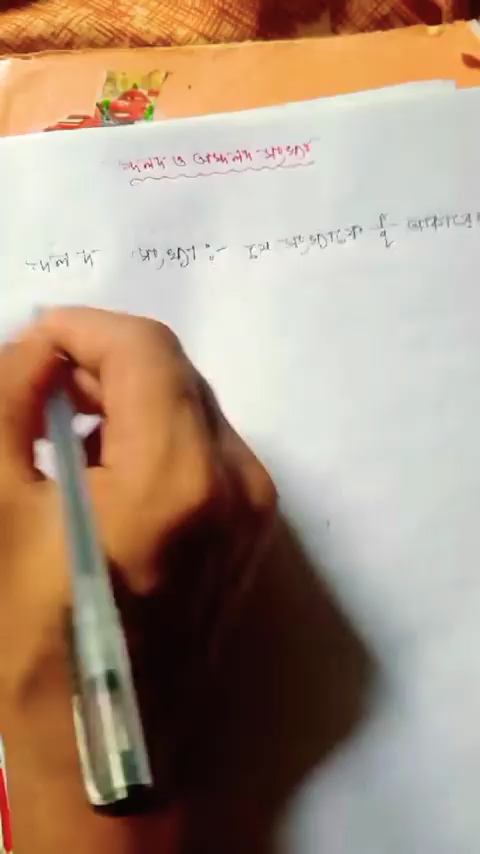 মূলদ ও অমূলদ সংখ্যা
মূলদ সংখ্যা :- যে সংখ্যাকে p/q আকারে